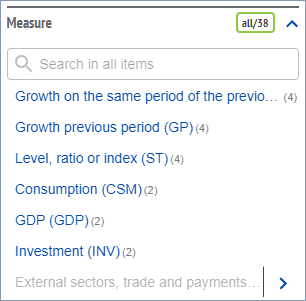 Measure all/38
Search in all items
Growth on the same period of the previo... (4)
Growth previous period (GP) (4)
Level, ratio or index (ST) (4)
Consumption (CSM) (2)
GDP (GDP) (2)
Investment (INV) (2)
External sectors, trade and payments...